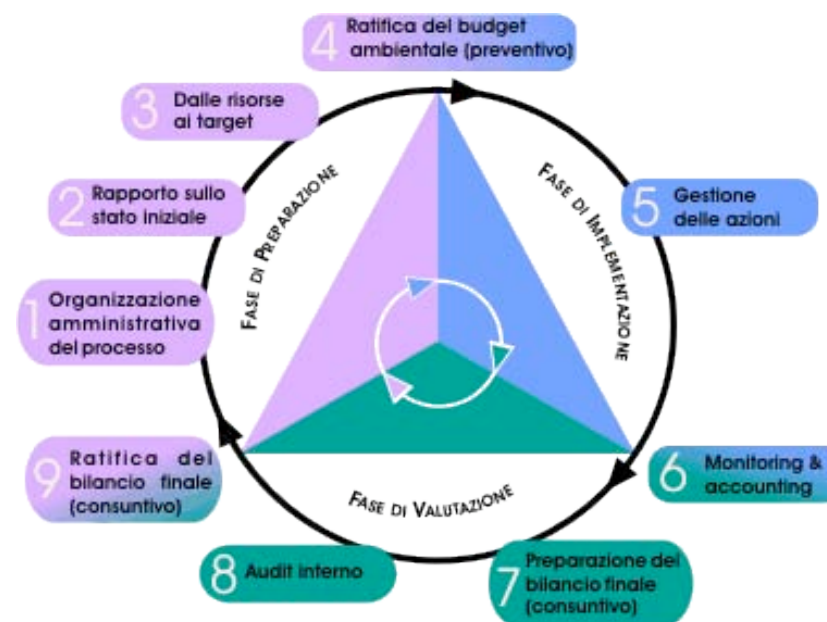 4 Ratifica del budget
ambientale (preventivo)
3 Dalle risorse
ai target
2 Rapporto sullo
stato iniziale
1 Organizzazione
amministrativa
del processo
FASE DI PREPARAZIONE
FASE DI IMPLEMENTAZIONE
5 Gestione
delle azioni
6 Monitoring &
accounting
FASE DI VALUTAZIONE
7 Preparazione del
bilancio finale
(consuntivo)
8 Audit interno
9 Ratifica del
bilancio finale
(consuntivo)